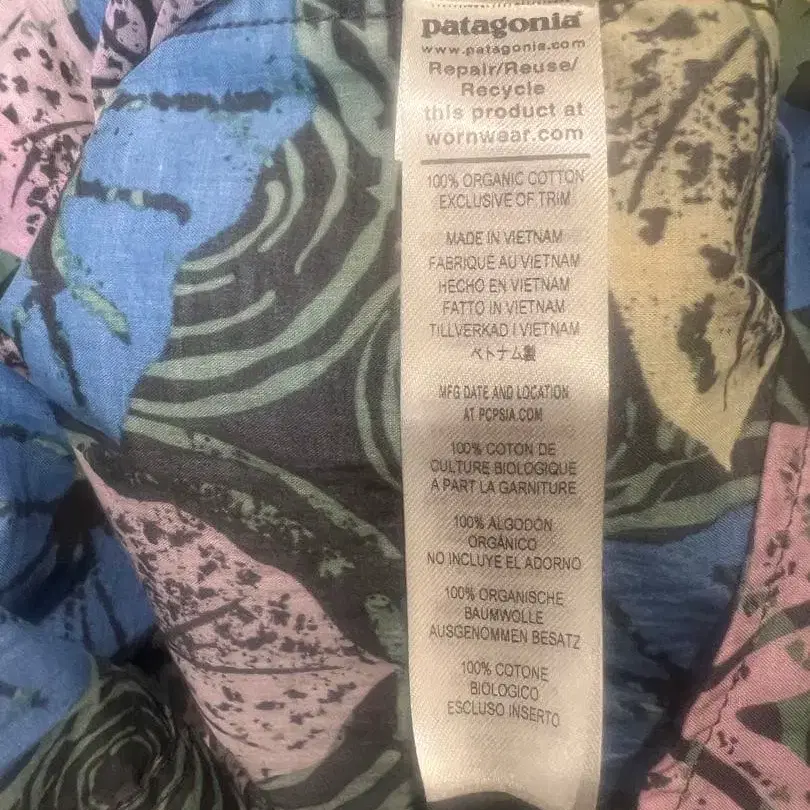 patagonia®
www.patagonia.com
Repair/Reuse/
Recycle
this product at
wornwear.com
100% ORGANIC COTTON
EXCLUSIVE OF TRIM
MADE IN VIETNAM
FABRIQUÉ AU VIETNAM
HECHO EN VIETNAM
FATTO IN VIETNAM
TILLVERKAD I VIETNAM
ベトナム製
MFG DATE AND LOCATION
AT PCPSIA.COM
100% COTON DE
CULTURE BIOLOGIQUE
À PART LA GARNITURE
100% ALGODÓN
ORGÁNICO
NO INCLUYE EL ADORNO
100% ORGANISCHE
BAUMWOLLE
AUSGENOMMEN BESATZ
100% COTONE
BIOLOGICO
ESCLUSO INSERTO